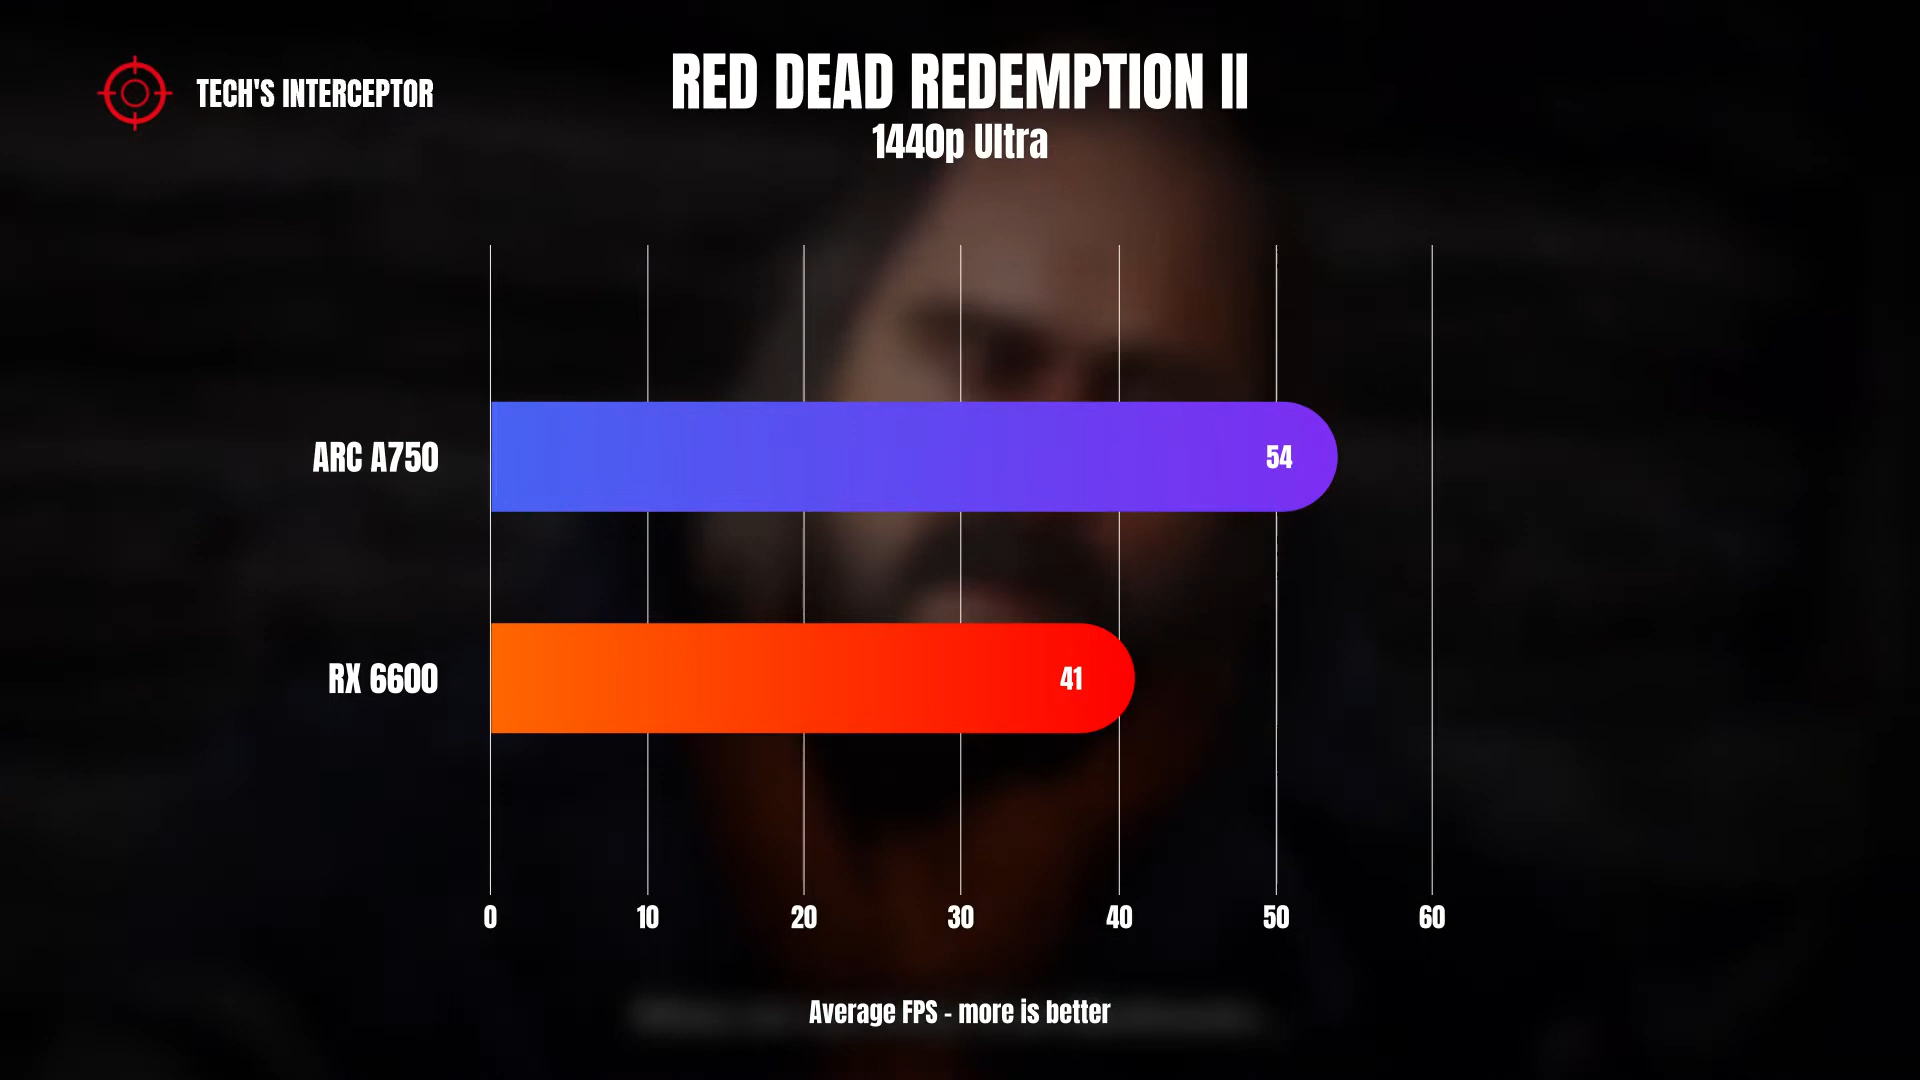 TECH'S INTERCEPTOR
RED DEAD REDEMPTION II
1440p Ultra
ARC A750
54
RX 6600
41
0 10 20 30 40 50 60
Average FPS - more is better